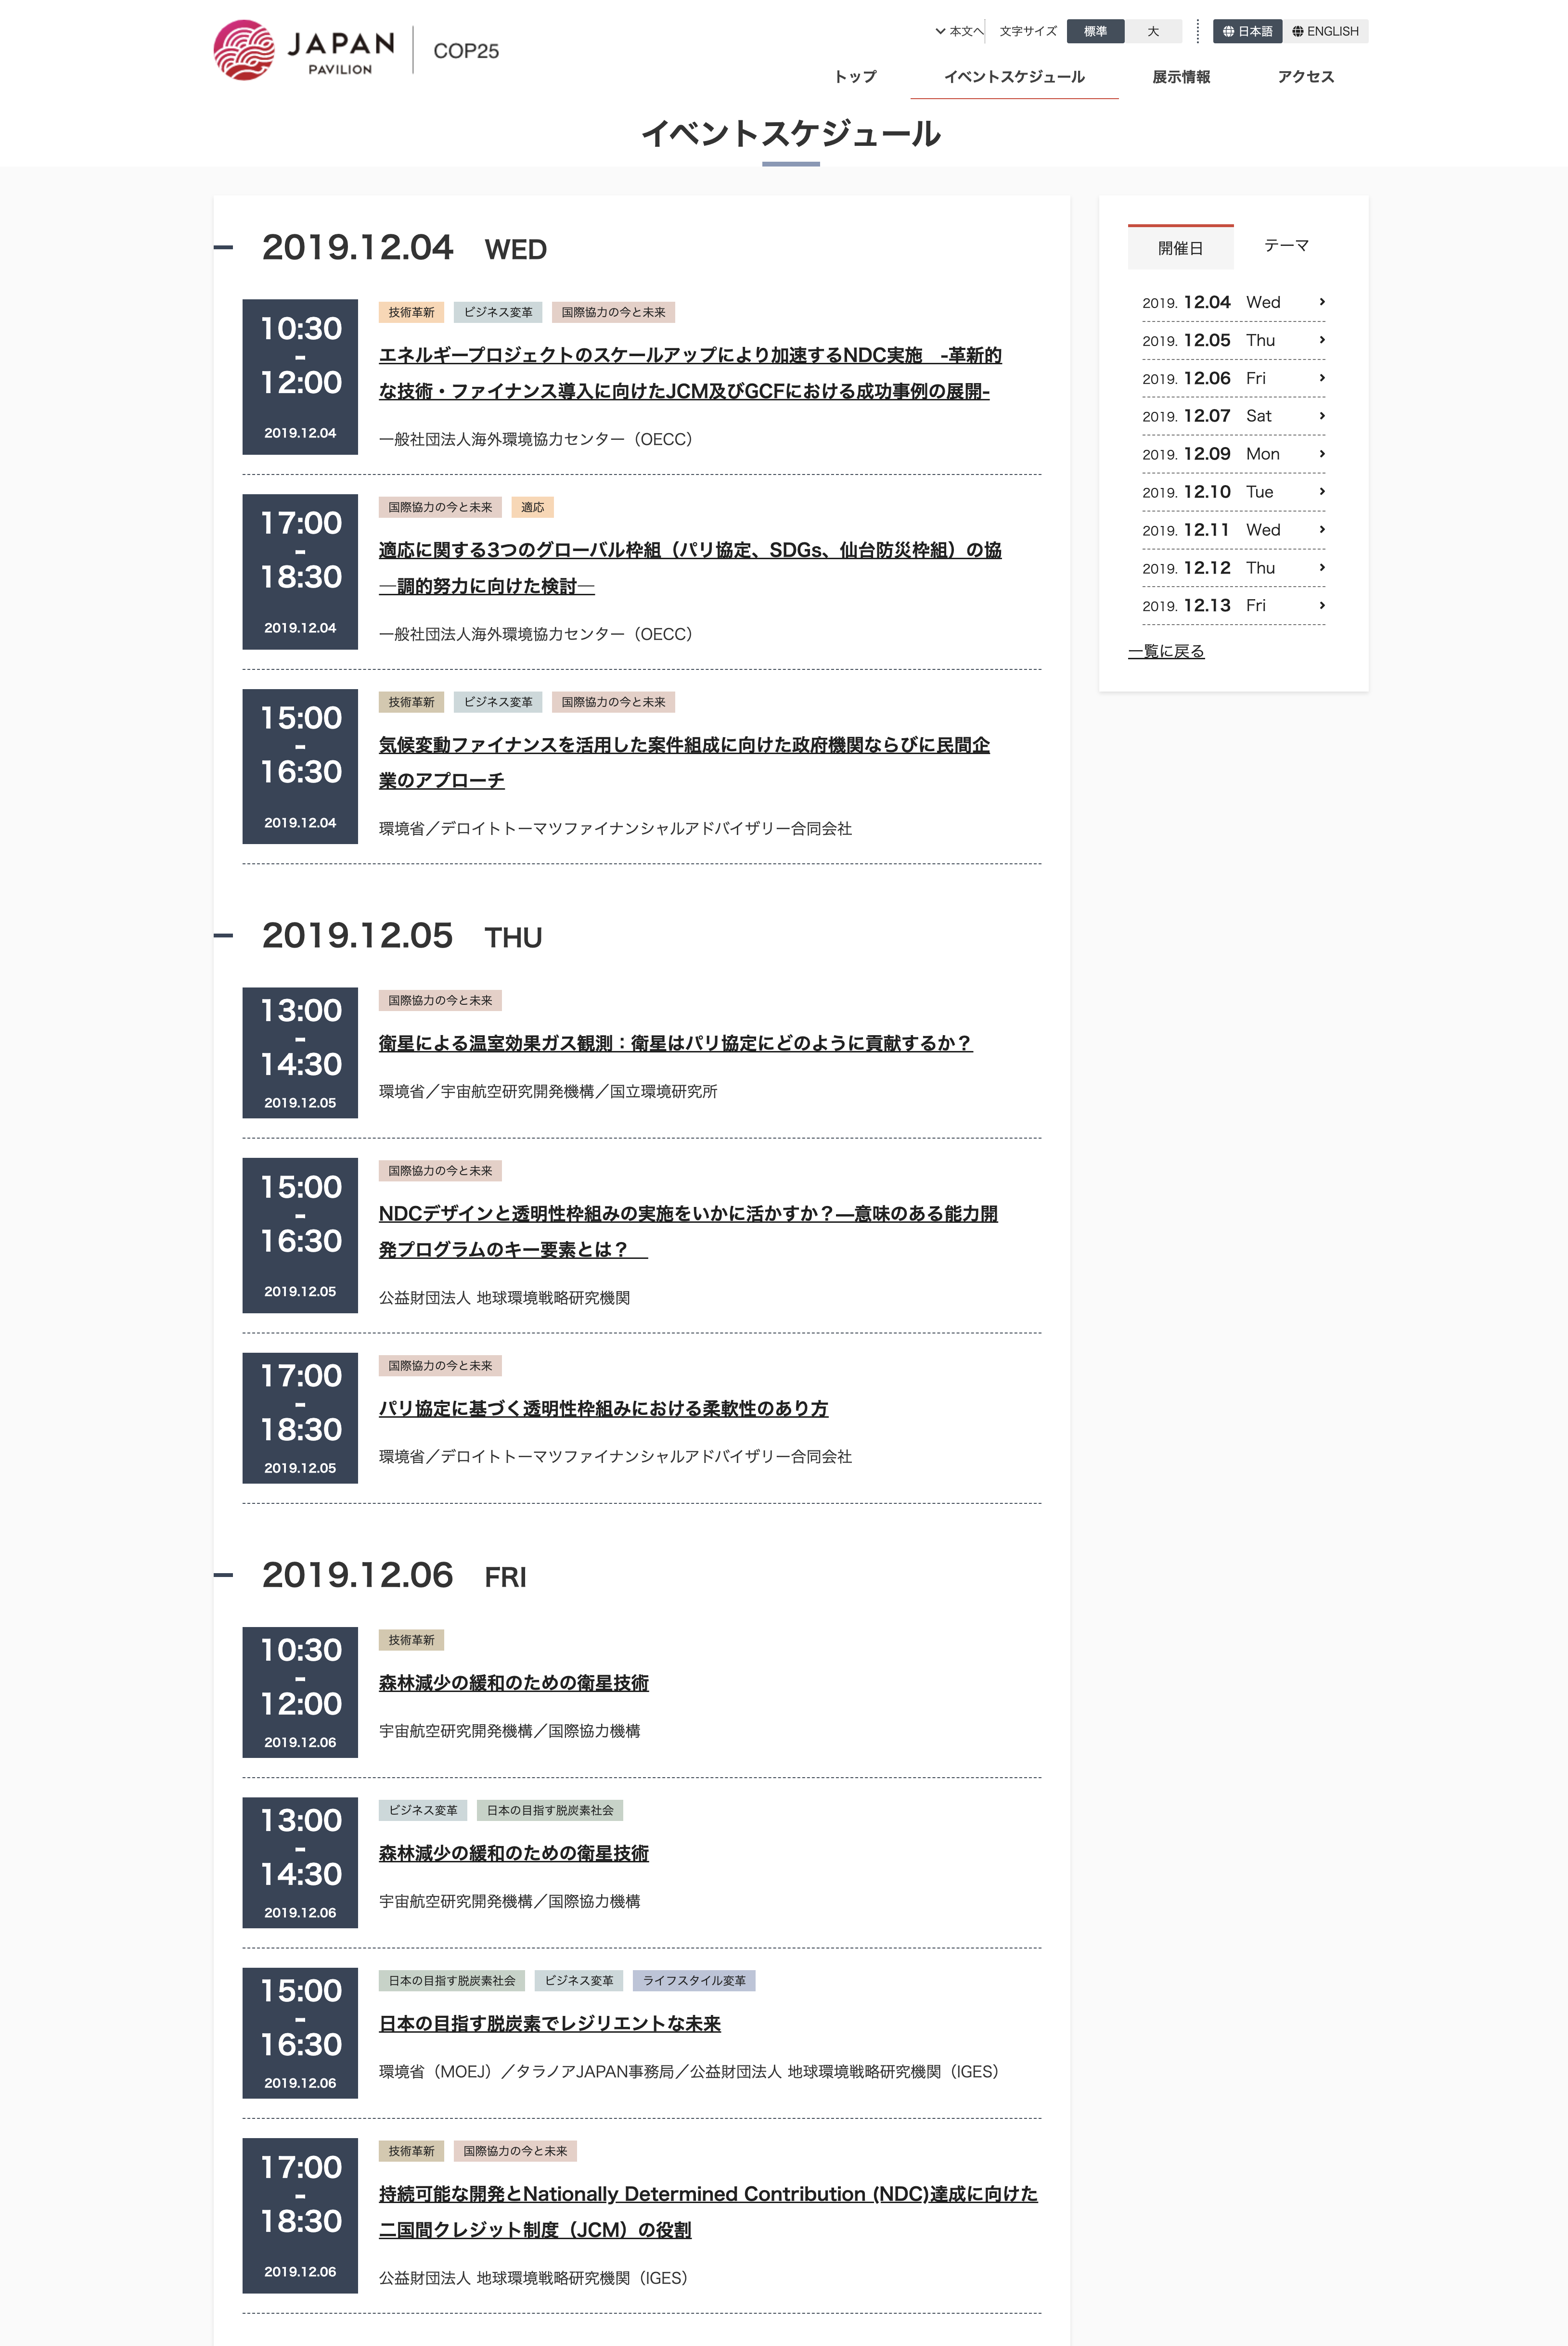 JAPAN
PAVILION
COP25
本文へ
文字サイズ
標準
大
日本語
ENGLISH
トップ
イベントスケジュール
展示情報
アクセス
イベントスケジュール
2019.12.04 WED
10:30
-
12:00
2019.12.04
技術革新 ビジネス変革 国際協力の今と未来
エネルギープロジェクトのスケールアップにより加速するNDC実施　-革新的
な技術・ファイナンス導入に向けたJCM及びGCFにおける成功事例の展開-
一般社団法人海外環境協力センター（OECC）
17:00
-
18:30
2019.12.04
国際協力の今と未来 適応
適応に関する3つのグローバル枠組（パリ協定、SDGs、仙台防災枠組）の協
―調的努力に向けた検討―
一般社団法人海外環境協力センター（OECC）
15:00
-
16:30
2019.12.04
技術革新 ビジネス変革 国際協力の今と未来
気候変動ファイナンスを活用した案件組成に向けた政府機関ならびに民間企
業のアプローチ
環境省／デロイトトーマツファイナンシャルアドバイザリー合同会社
2019.12.05 THU
13:00
-
14:30
2019.12.05
国際協力の今と未来
衛星による温室効果ガス観測：衛星はパリ協定にどのように貢献するか？
環境省／宇宙航空研究開発機構／国立環境研究所
15:00
-
16:30
2019.12.05
国際協力の今と未来
NDCデザインと透明性枠組みの実施をいかに活かすか？―意味のある能力開
発プログラムのキー要素とは？
公益財団法人 地球環境戦略研究機関
17:00
-
18:30
2019.12.05
国際協力の今と未来
パリ協定に基づく透明性枠組みにおける柔軟性のあり方
環境省／デロイトトーマツファイナンシャルアドバイザリー合同会社
2019.12.06 FRI
10:30
-
12:00
2019.12.06
技術革新
森林減少の緩和のための衛星技術
宇宙航空研究開発機構／国際協力機構
13:00
-
14:30
2019.12.06
ビジネス変革 日本の目指す脱炭素社会
森林減少の緩和のための衛星技術
宇宙航空研究開発機構／国際協力機構
15:00
-
16:30
2019.12.06
日本の目指す脱炭素社会 ビジネス変革 ライフスタイル変革
日本の目指す脱炭素でレジリエントな未来
環境省（MOEJ）／タラノアJAPAN事務局／公益財団法人 地球環境戦略研究機関（IGES）
17:00
-
18:30
2019.12.06
技術革新 国際協力の今と未来
持続可能な開発とNationally Determined Contribution (NDC)達成に向けた
二国間クレジット制度（JCM）の役割
公益財団法人 地球環境戦略研究機関（IGES）
開催日 テーマ
2019. 12.04 Wed
2019. 12.05 Thu
2019. 12.06 Fri
2019. 12.07 Sat
2019. 12.09 Mon
2019. 12.10 Tue
2019. 12.11 Wed
2019. 12.12 Thu
2019. 12.13 Fri
一覧に戻る